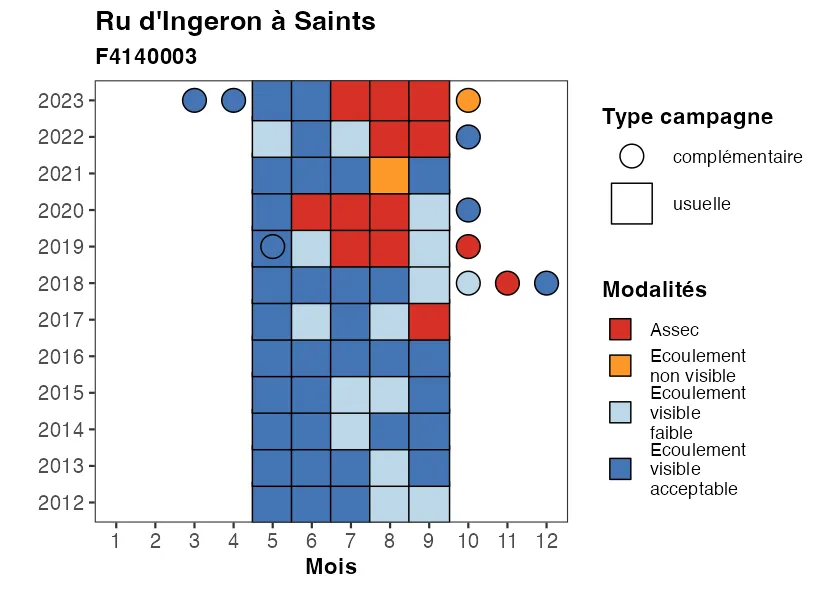 Ru d'Ingeron à Saints
F4140003
2023
2022
2021
2020
2019
2018
2017
2016
2015
2014
2013
2012
1 2 3 4 5 6 7 8 9 10 11 12
Mois
Type campagne
complémentaire
usuelle
Modalités
Assec
Ecoulement
non visible
Ecoulement
visible
faible
Ecoulement
visible
acceptable